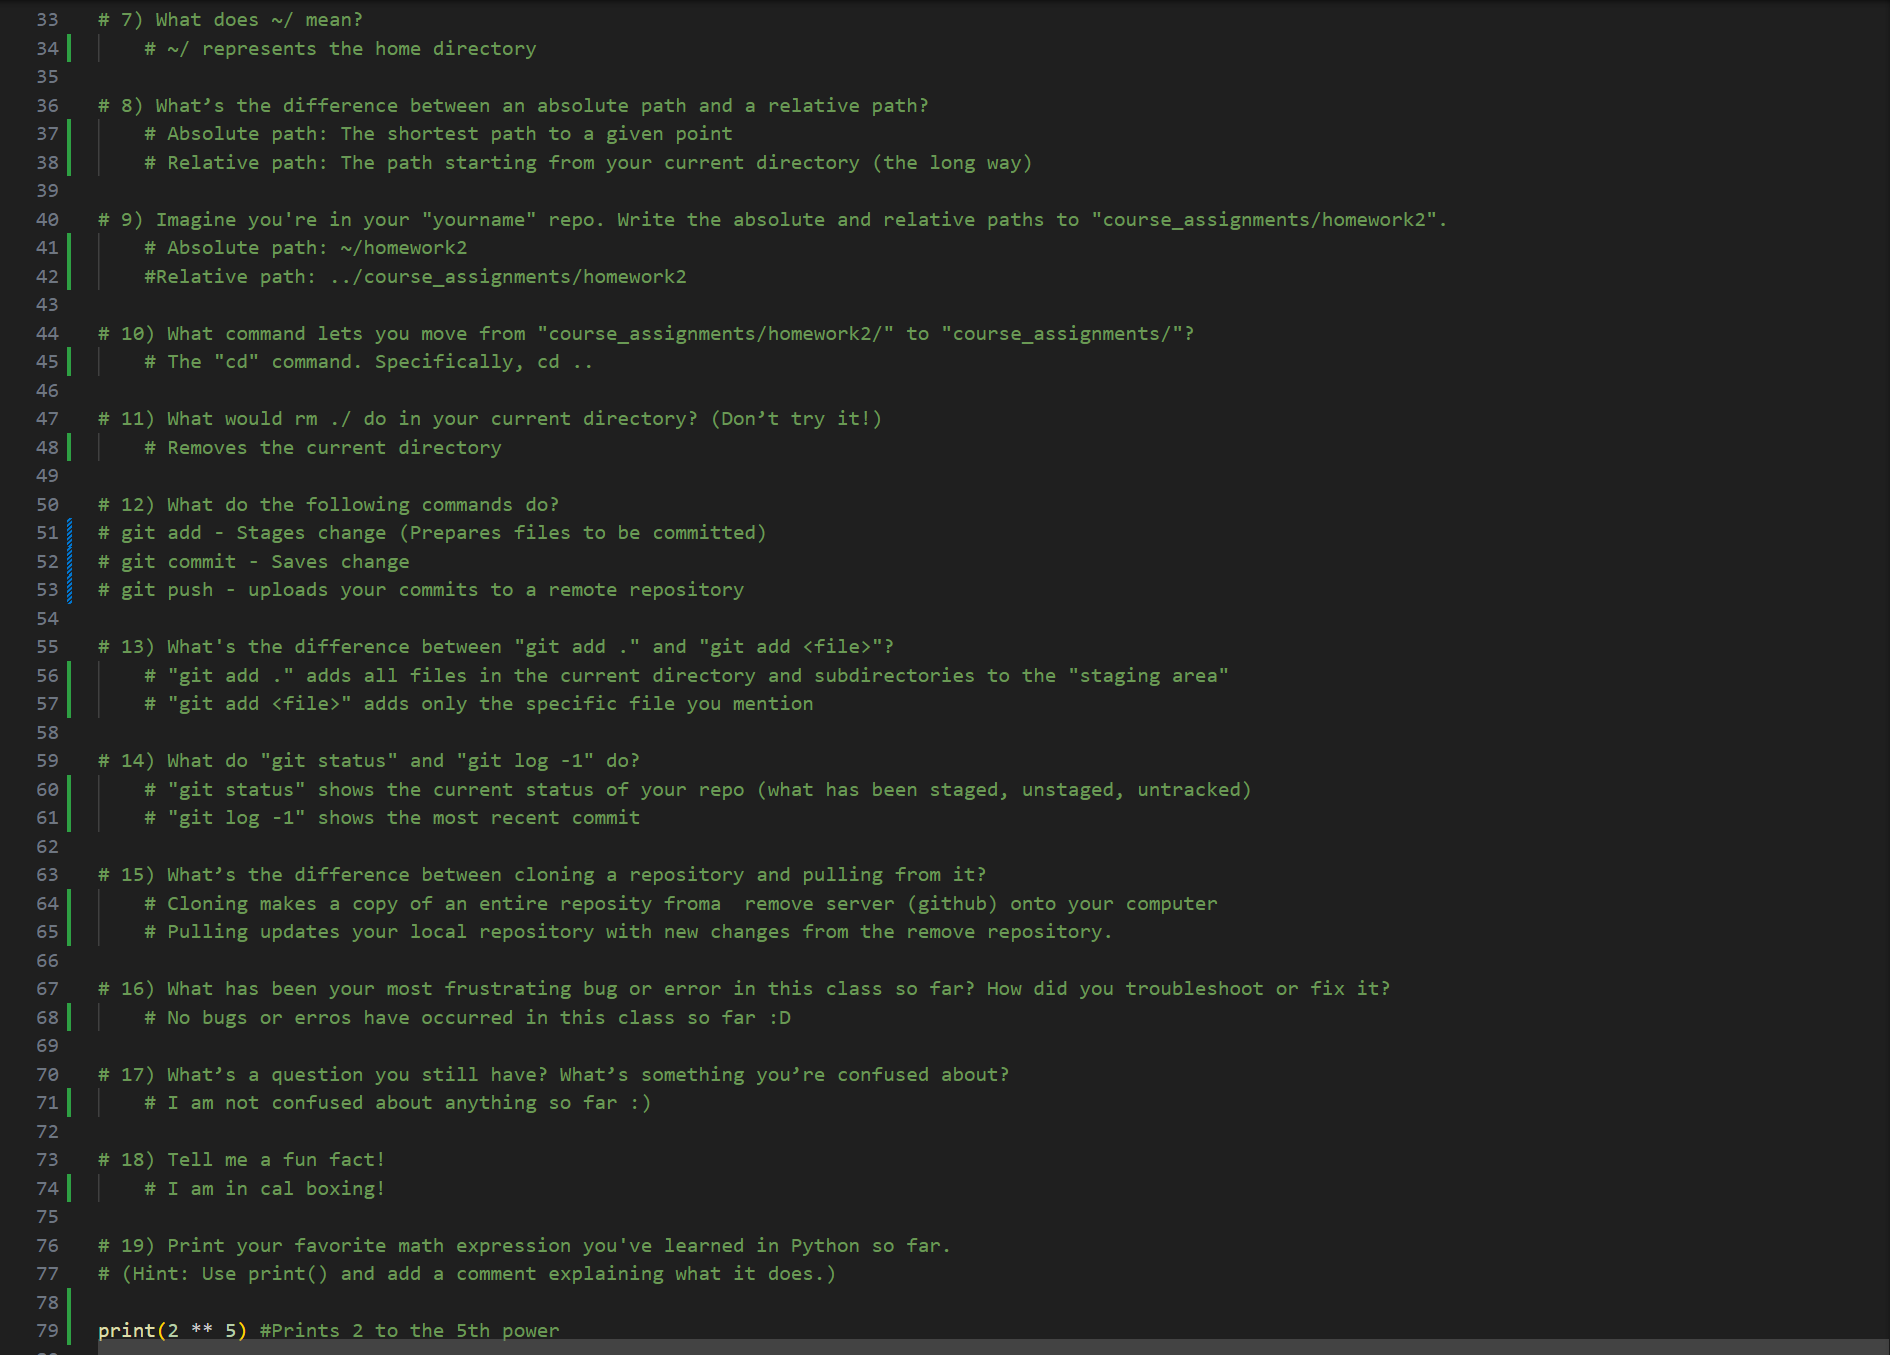 33 # 7) What does ~/ mean?
34 # ~/ represents the home directory
35
36 # 8) What’s the difference between an absolute path and a relative path?
37 # Absolute path: The shortest path to a given point
38 # Relative path: The path starting from your current directory (the long way)
39
40 # 9) Imagine you're in your "yourname" repo. Write the absolute and relative paths to "course_assignments/homework2".
41 # Absolute path: ~/homework2
42 #Relative path: ../course_assignments/homework2
43
44 # 10) What command lets you move from "course_assignments/homework2/" to "course_assignments/"?
45 # The "cd" command. Specifically, cd ..
46
47 # 11) What would rm ./ do in your current directory? (Don’t try it!)
48 # Removes the current directory
49
50 # 12) What do the following commands do?
51 # git add - Stages change (Prepares files to be committed)
52 # git commit - Saves change
53 # git push - uploads your commits to a remote repository
54
55 # 13) What's the difference between "git add ." and "git add <file>"?
56 # "git add ." adds all files in the current directory and subdirectories to the "staging area"
57 # "git add <file>" adds only the specific file you mention
58
59 # 14) What do "git status" and "git log -1" do?
60 # "git status" shows the current status of your repo (what has been staged, unstaged, untracked)
61 # "git log -1" shows the most recent commit
62
63 # 15) What’s the difference between cloning a repository and pulling from it?
64 # Cloning makes a copy of an entire reposity froma  remove server (github) onto your computer
65 # Pulling updates your local repository with new changes from the remove repository.
66
67 # 16) What has been your most frustrating bug or error in this class so far? How did you troubleshoot or fix it?
68 # No bugs or erros have occurred in this class so far :D
69
70 # 17) What’s a question you still have? What’s something you’re confused about?
71 # I am not confused about anything so far :)
72
73 # 18) Tell me a fun fact!
74 # I am in cal boxing!
75
76 # 19) Print your favorite math expression you've learned in Python so far.
77 # (Hint: Use print() and add a comment explaining what it does.)
78
79 print(2 ** 5) #Prints 2 to the 5th power